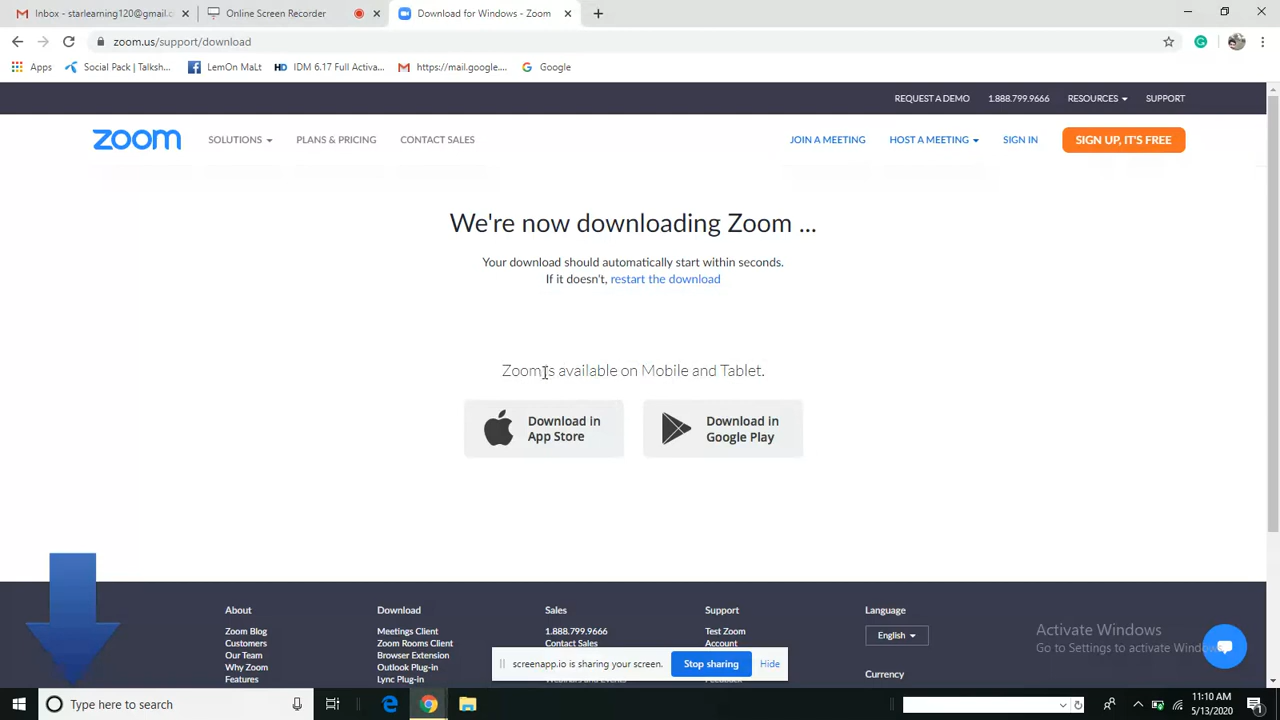 Inbox - starlearning120@gmail.c
Online Screen Recorder
Download for Windows - Zoom
zoom.us/support/download
Apps
Social Pack | Talksh...
LemOn MaLt
HD IDM 6.17 Full Activa...
https://mail.google....
Google
REQUEST A DEMO
1.888.799.9666
RESOURCES
SUPPORT
zoom
SOLUTIONS
PLANS & PRICING
CONTACT SALES
JOIN A MEETING
HOST A MEETING
SIGN IN
SIGN UP, IT'S FREE
We're now downloading Zoom ...
Your download should automatically start within seconds.
If it doesn't, restart the download
Zoom is available on Mobile and Tablet.
Download in
App Store
Download in
Google Play
About
Zoom Blog
Customers
Our Team
Why Zoom
Features
Download
Meetings Client
Zoom Rooms Client
Browser Extension
Outlook Plug-in
Lync Plug-in
Sales
1.888.799.9666
Contact Sales
Webinars and Events
Support
Test Zoom
Account
Feedback
Language
English
Currency
Activate Windows
Go to Settings to activate Windows
screenapp.io is sharing your screen.
Stop sharing
Hide
Type here to search
11:10 AM
5/13/2020